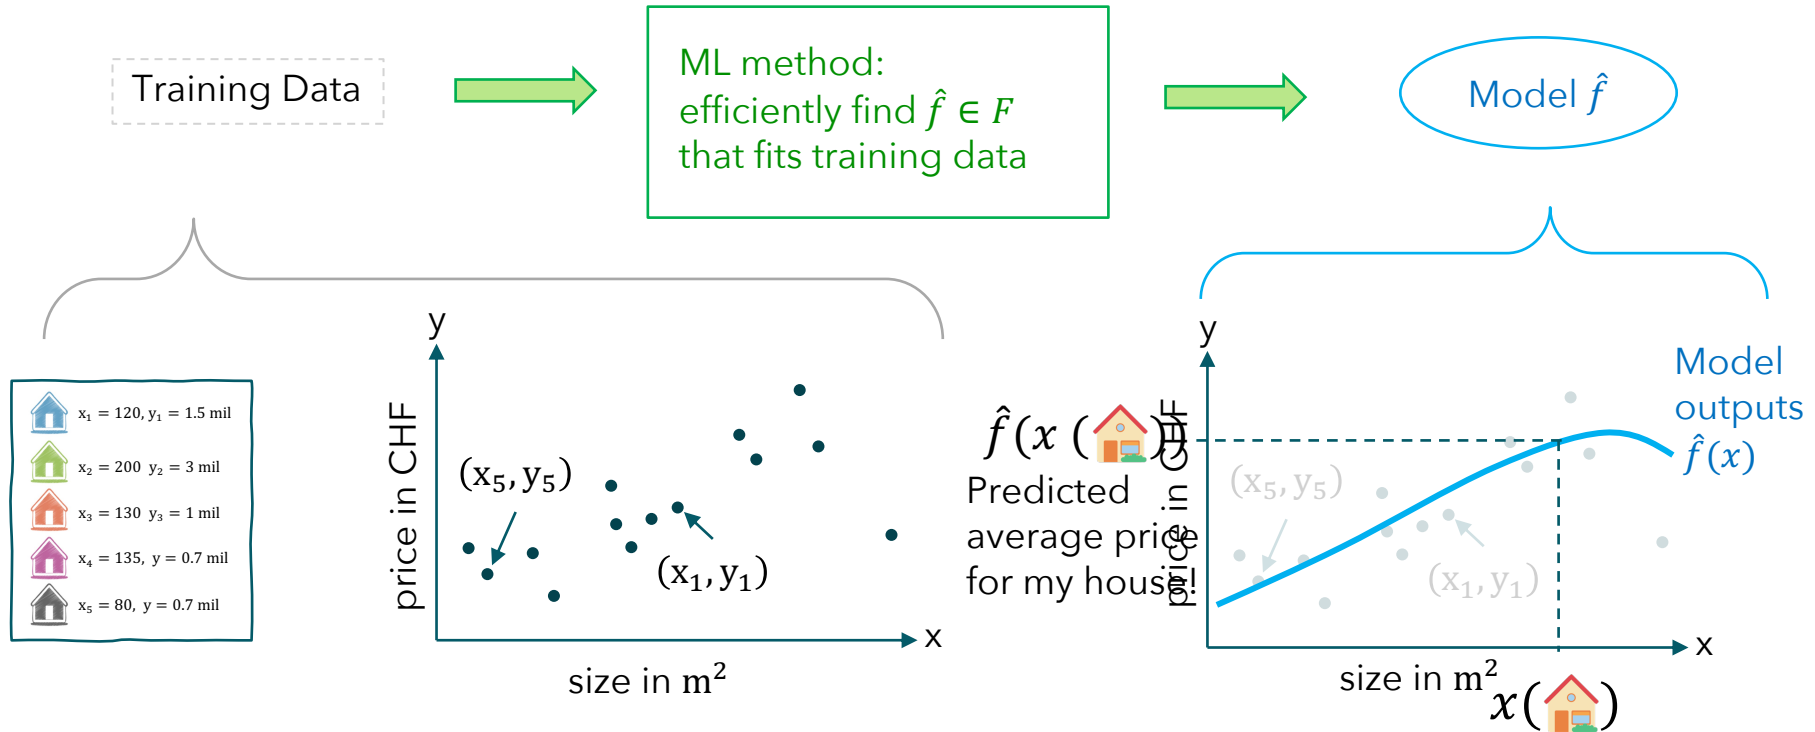 Training Data
ML method:
efficiently find f̂ ∈ F
that fits training data
Model f̂
x₁ = 120, y₁ = 1.5 mil
x₂ = 200 y₂ = 3 mil
x₃ = 130 y₃ = 1 mil
x₄ = 135, y = 0.7 mil
x₅ = 80, y = 0.7 mil
y
price in CHF
(x₅, y₅)
(x₁, y₁)
x
size in m²
f̂(x(🏠))
Predicted
average price
for my house!
y
price in CHF
(x₅, y₅)
(x₁, y₁)
x
size in m²
x(🏠)
Model
outputs
f̂(x)